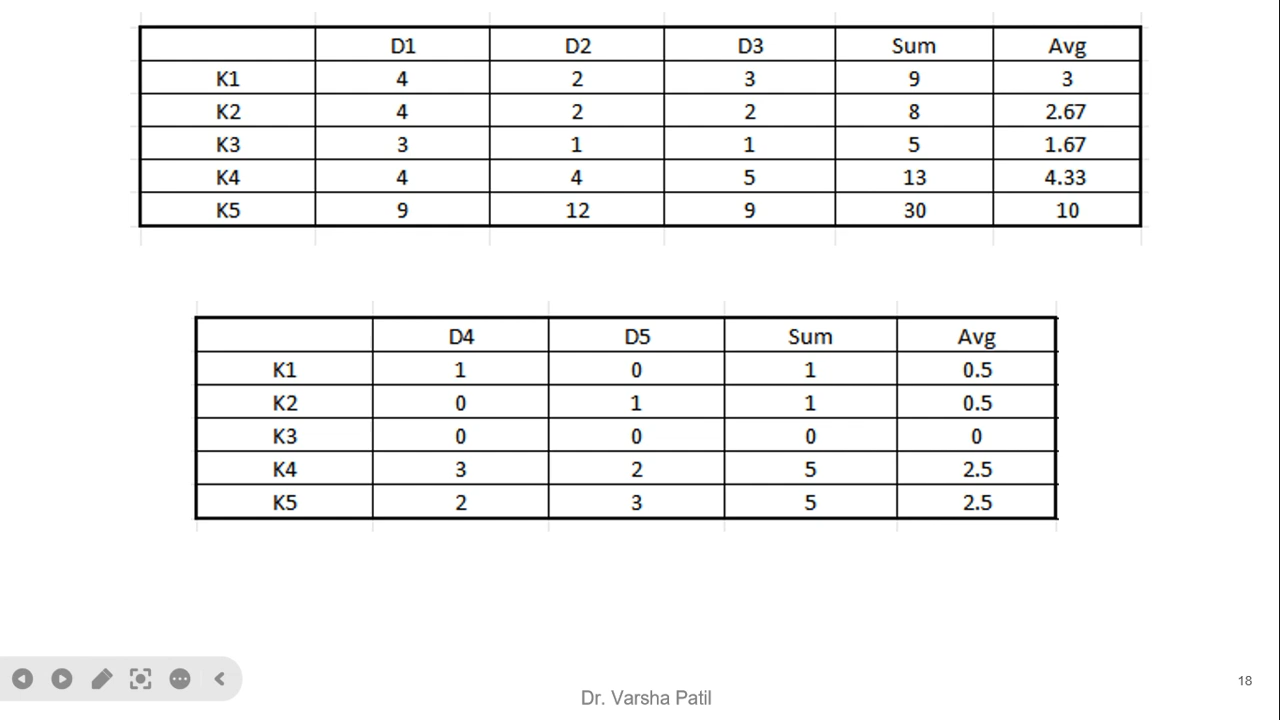 D1 D2 D3 Sum Avg
K1 4 2 3 9 3
K2 4 2 2 8 2.67
K3 3 1 1 5 1.67
K4 4 4 5 13 4.33
K5 9 12 9 30 10
D4 D5 Sum Avg
K1 1 0 1 0.5
K2 0 1 1 0.5
K3 0 0 0 0
K4 3 2 5 2.5
K5 2 3 5 2.5
18
Dr. Varsha Patil